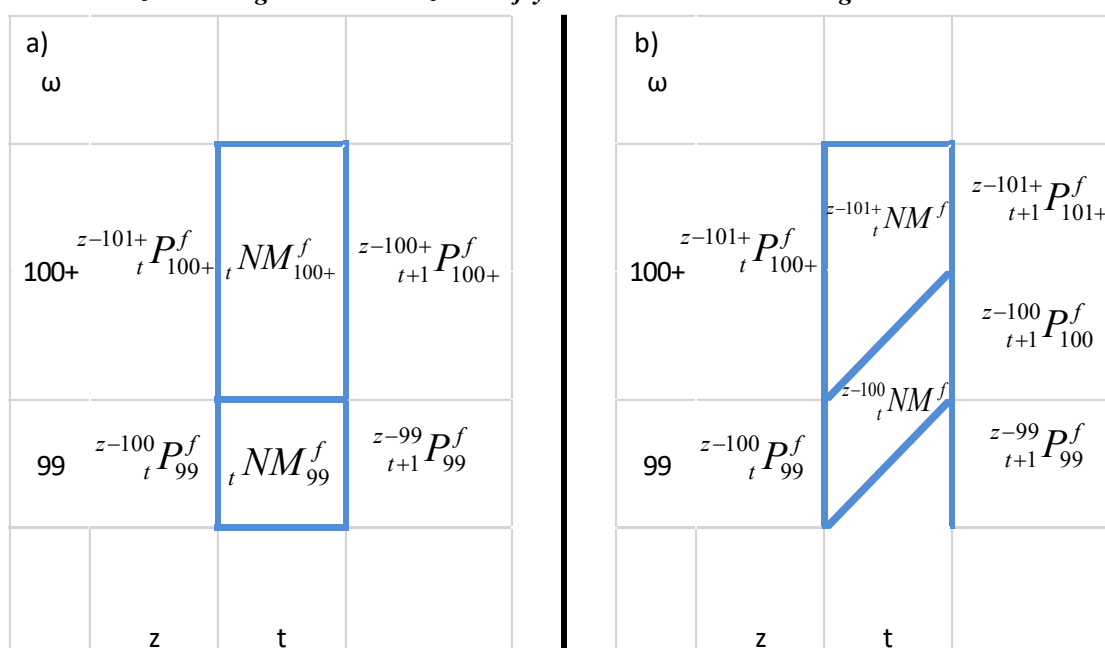 a)
ω
100+
z−101+ t P f 100+
t NM f 100+
z−100+ t+1 P f 100+
99
z−100 t P f 99
t NM f 99
z−99 t+1 P f 99
z t
b)
ω
100+
z−101+ t P f 100+
z−101+ t NM f
z−101+ t+1 P f 101+
z−100 t+1 P f 100
99
z−100 t P f 99
z−100 t NM f
z−99 t+1 P f 99
z t